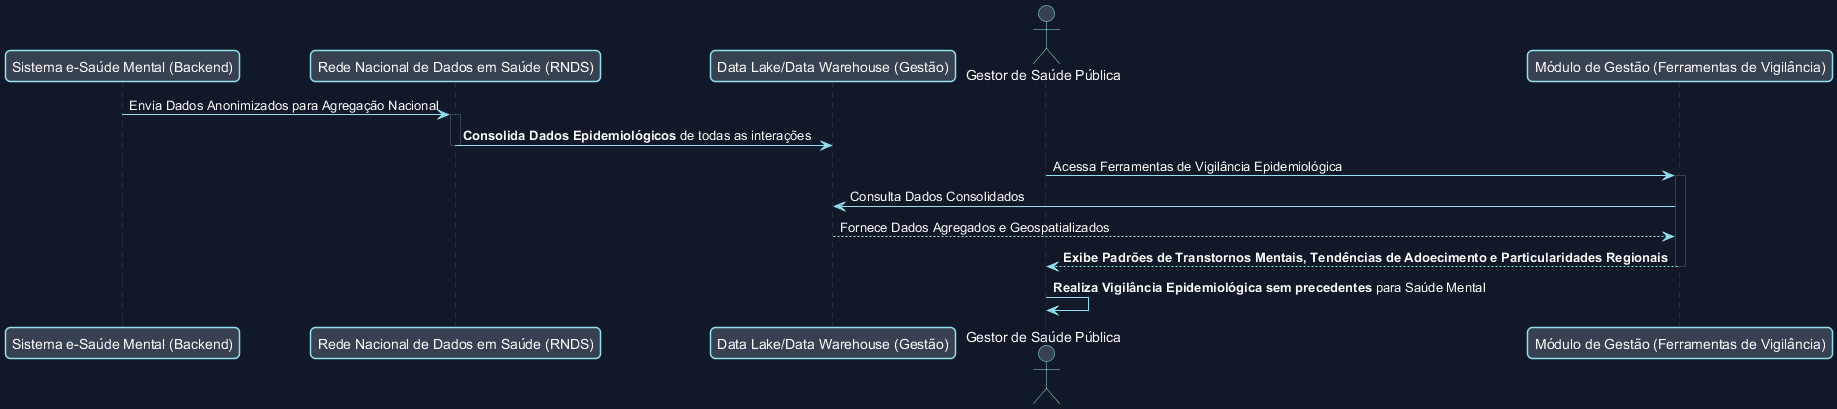 Sistema e-Saúde Mental (Backend)
Rede Nacional de Dados em Saúde (RNDS)
Data Lake/Data Warehouse (Gestão)
Gestor de Saúde Pública
Módulo de Gestão (Ferramentas de Vigilância)
Envia Dados Anonimizados para Agregação Nacional
Consolida Dados Epidemiológicos de todas as interações
Acessa Ferramentas de Vigilância Epidemiológica
Consulta Dados Consolidados
Fornece Dados Agregados e Geospatializados
Exibe Padrões de Transtornos Mentais, Tendências de Adoecimento e Particularidades Regionais
Realiza Vigilância Epidemiológica sem precedentes para Saúde Mental
Sistema e-Saúde Mental (Backend)
Rede Nacional de Dados em Saúde (RNDS)
Data Lake/Data Warehouse (Gestão)
Gestor de Saúde Pública
Módulo de Gestão (Ferramentas de Vigilância)